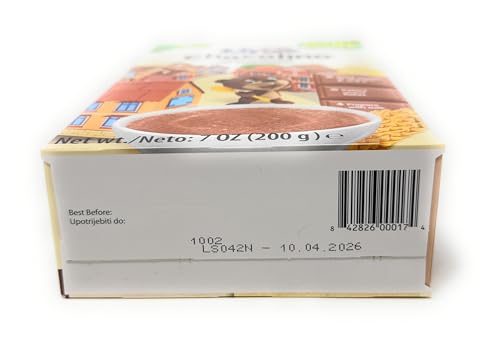 Čokolino
Net wt./Neto: 7 OZ (200 g) ℮
Best Before:
Upotrijebiti do:
1002
LS042N – 10.04.2026
8 42826 00017 4